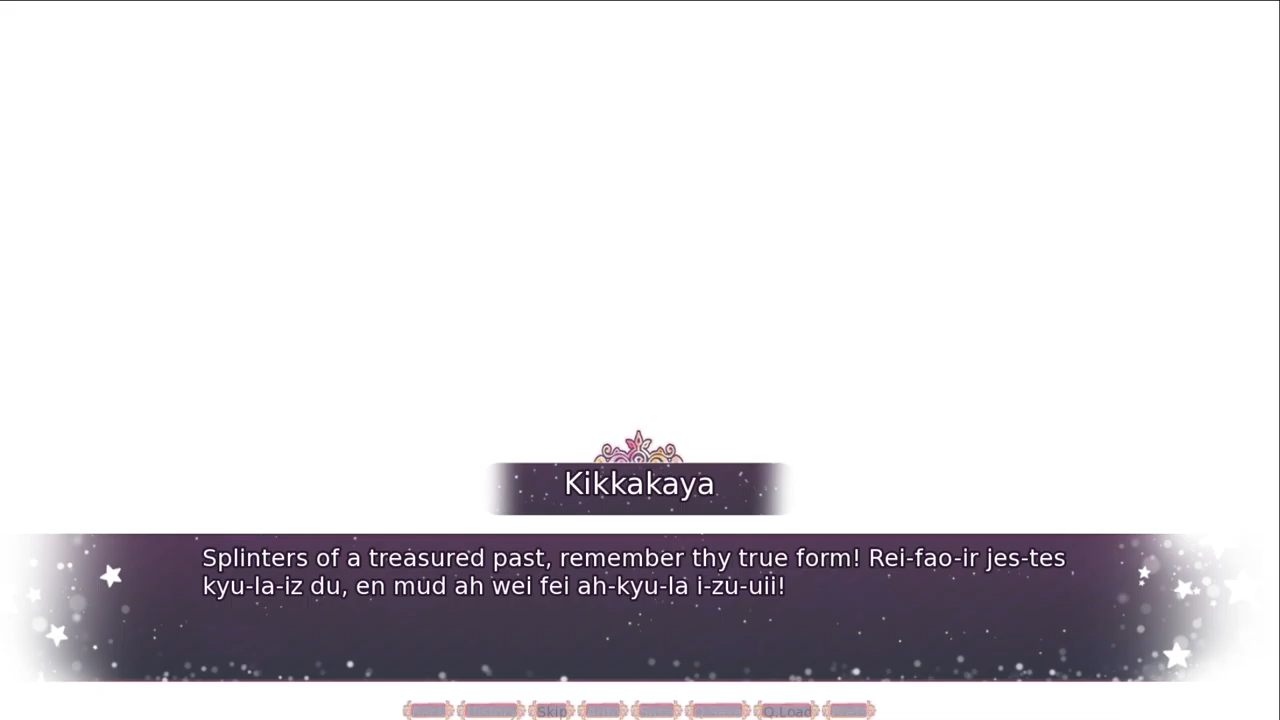 Kikkakaya
Splinters of a treasured past, remember thy true form! Rei-fao-ir jes-tes
kyu-la-iz du, en mud ah wei fei ah-kyu-la i-zu-uii!
Skip Q.Load